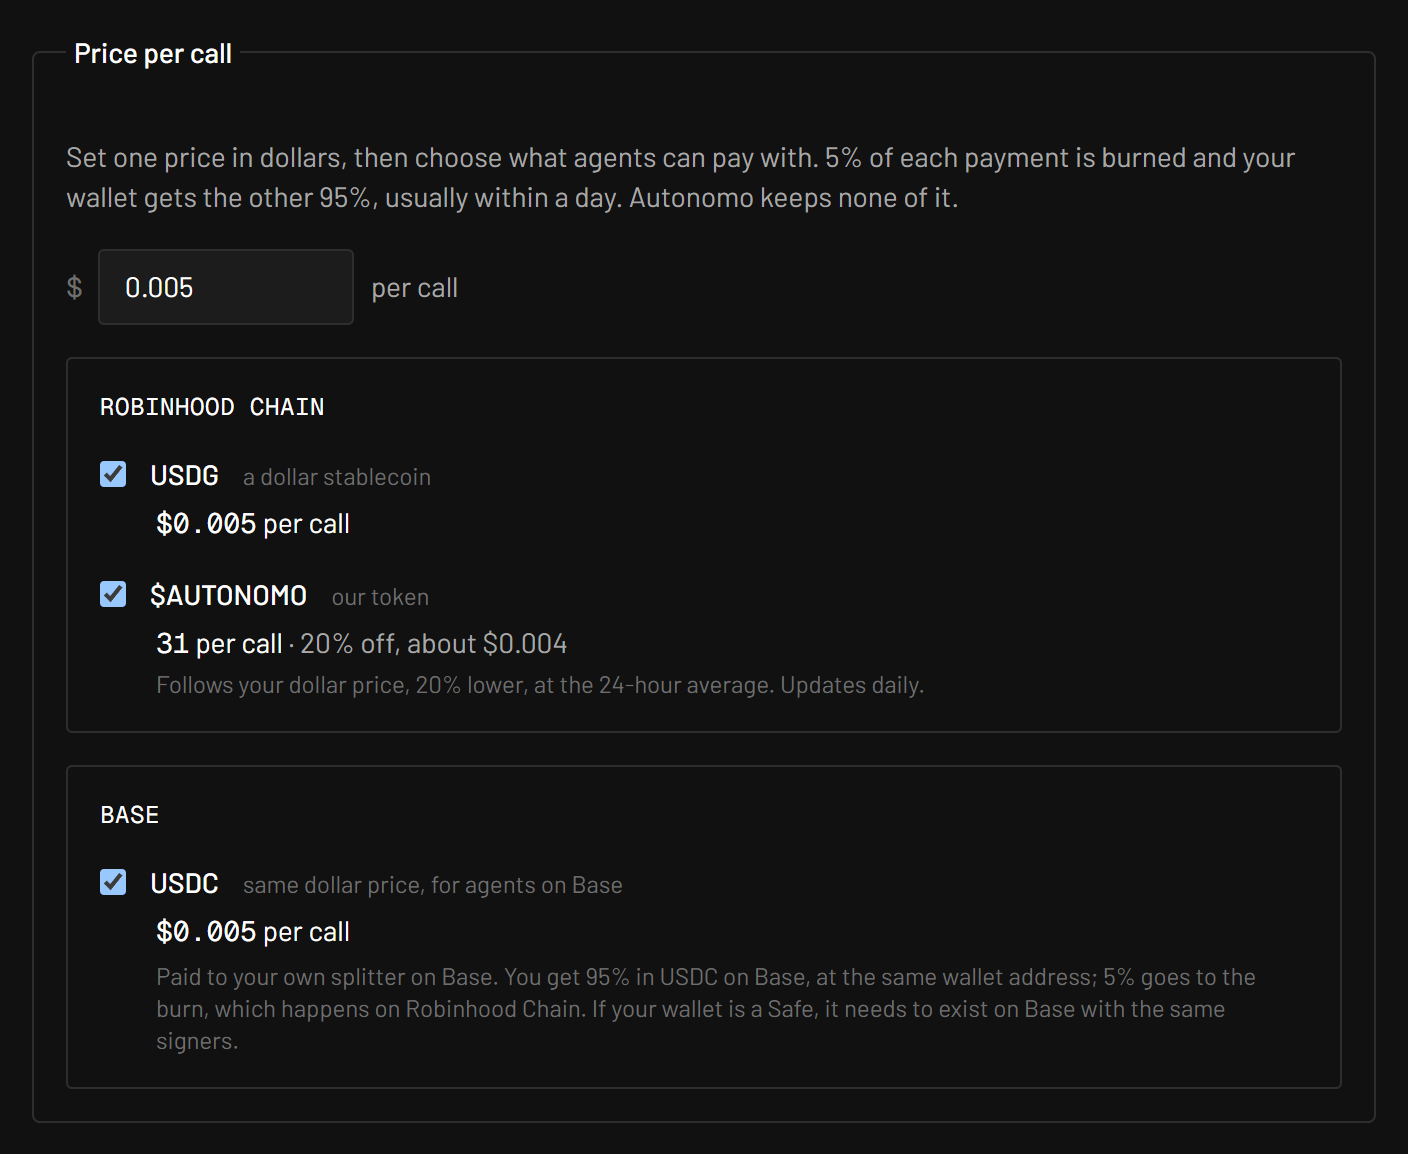 Price per call
Set one price in dollars, then choose what agents can pay with. 5% of each payment is burned and your
wallet gets the other 95%, usually within a day. Autonomo keeps none of it.
$ 0.005 per call
ROBINHOOD CHAIN
USDG a dollar stablecoin
$0.005 per call
$AUTONOMO our token
31 per call · 20% off, about $0.004
Follows your dollar price, 20% lower, at the 24-hour average. Updates daily.
BASE
USDC same dollar price, for agents on Base
$0.005 per call
Paid to your own splitter on Base. You get 95% in USDC on Base, at the same wallet address; 5% goes to the
burn, which happens on Robinhood Chain. If your wallet is a Safe, it needs to exist on Base with the same
signers.